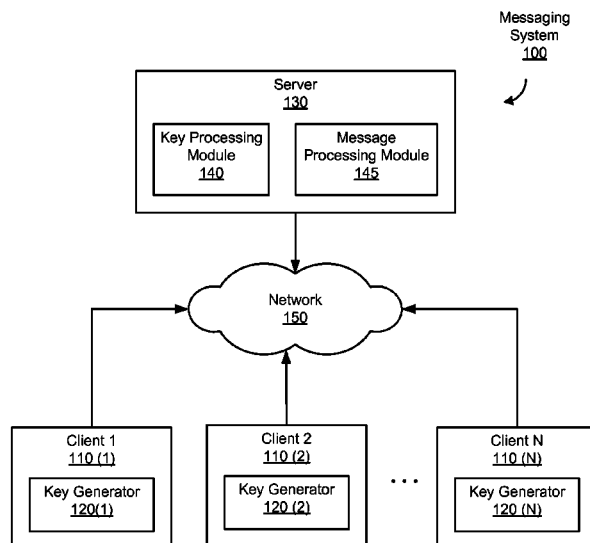 Messaging
System
100
Server
130
Key Processing
Module
140
Message
Processing Module
145
Network
150
Client 1
110 (1)
Key Generator
120(1)
Client 2
110 (2)
Key Generator
120 (2)
...
Client N
110 (N)
Key Generator
120 (N)